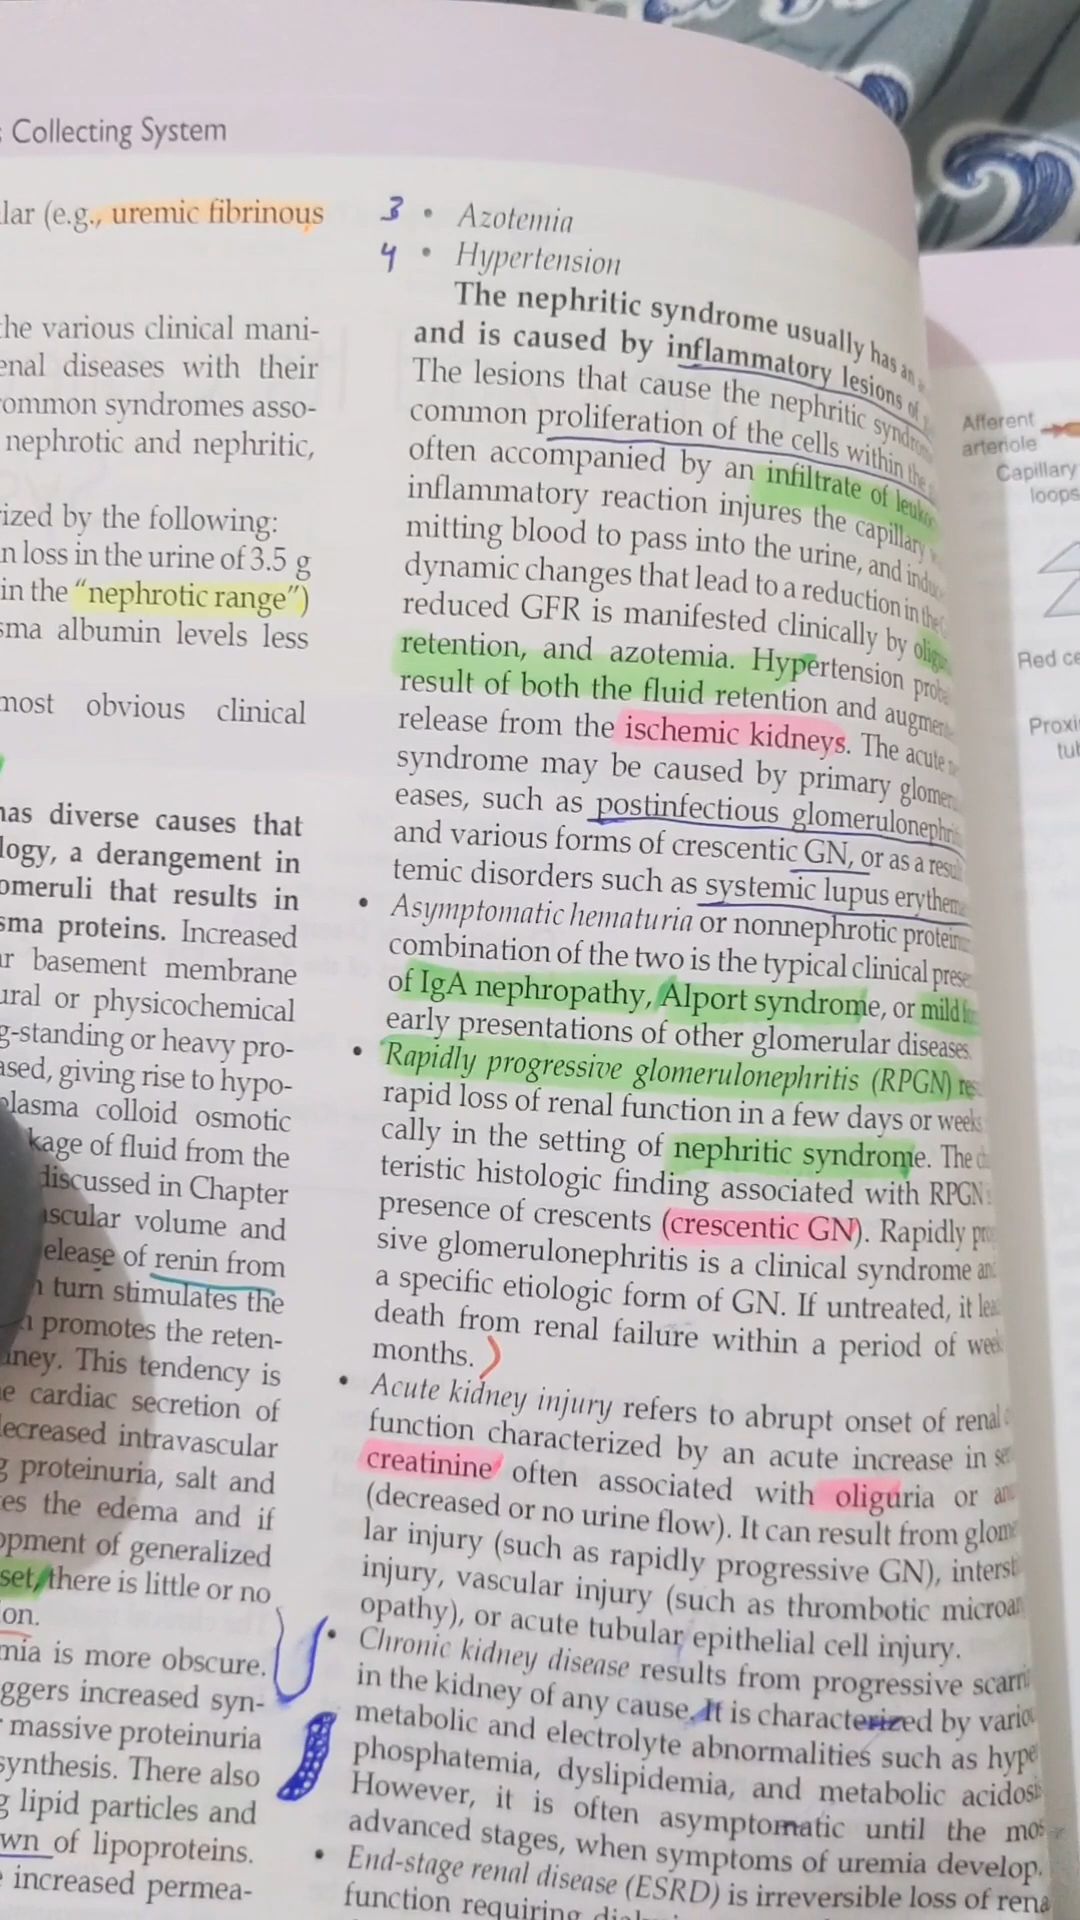 Collecting System
lar (e.g., uremic fibrinous
the various clinical mani-
enal diseases with their
ommon syndromes asso-
nephrotic and nephritic,
ized by the following:
n loss in the urine of 3.5 g
in the “nephrotic range”)
sma albumin levels less
most obvious clinical
has diverse causes that
logy, a derangement in
omeruli that results in
sma proteins. Increased
ar basement membrane
ural or physicochemical
g-standing or heavy pro-
ased, giving rise to hypo-
plasma colloid osmotic
kage of fluid from the
discussed in Chapter
ascular volume and
elease of renin from
n turn stimulates the
promotes the reten-
dney. This tendency is
e cardiac secretion of
decreased intravascular
g proteinuria, salt and
tes the edema and if
opment of generalized
set, there is little or no
ion.
mia is more obscure.
ggers increased syn-
massive proteinuria
synthesis. There also
g lipid particles and
wn of lipoproteins.
increased permea-
3 • Azotemia
4 • Hypertension
The nephritic syndrome usually has an
and is caused by inflammatory lesions of
The lesions that cause the nephritic syndrom
common proliferation of the cells within the
often accompanied by an infiltrate of leuko
inflammatory reaction injures the capillary
mitting blood to pass into the urine, and indu
dynamic changes that lead to a reduction in the
reduced GFR is manifested clinically by oligu
retention, and azotemia. Hypertension proba
result of both the fluid retention and augmen
release from the ischemic kidneys. The acute
syndrome may be caused by primary glomer
eases, such as postinfectious glomerulonephri
and various forms of crescentic GN, or as a resul
temic disorders such as systemic lupus erythem
• Asymptomatic hematuria or nonnephrotic protein
combination of the two is the typical clinical prese
of IgA nephropathy, Alport syndrome, or mild fo
early presentations of other glomerular diseases.
• Rapidly progressive glomerulonephritis (RPGN) res
rapid loss of renal function in a few days or weeks
cally in the setting of nephritic syndrome. The
teristic histologic finding associated with RPGN
presence of crescents (crescentic GN). Rapidly pro
sive glomerulonephritis is a clinical syndrome an
a specific etiologic form of GN. If untreated, it lea
death from renal failure within a period of week
months.
• Acute kidney injury refers to abrupt onset of renal
function characterized by an acute increase in se
creatinine often associated with oliguria or an
(decreased or no urine flow). It can result from glome
lar injury (such as rapidly progressive GN), interst
injury, vascular injury (such as thrombotic microan
opathy), or acute tubular epithelial cell injury.
• Chronic kidney disease results from progressive scarri
in the kidney of any cause. It is characterized by vario
metabolic and electrolyte abnormalities such as hype
phosphatemia, dyslipidemia, and metabolic acidosi
However, it is often asymptomatic until the mos
advanced stages, when symptoms of uremia develop.
• End-stage renal disease (ESRD) is irreversible loss of rena
function requiring
Afferent
arteriole
Capillary
loops
Red ce
Proxi
tub